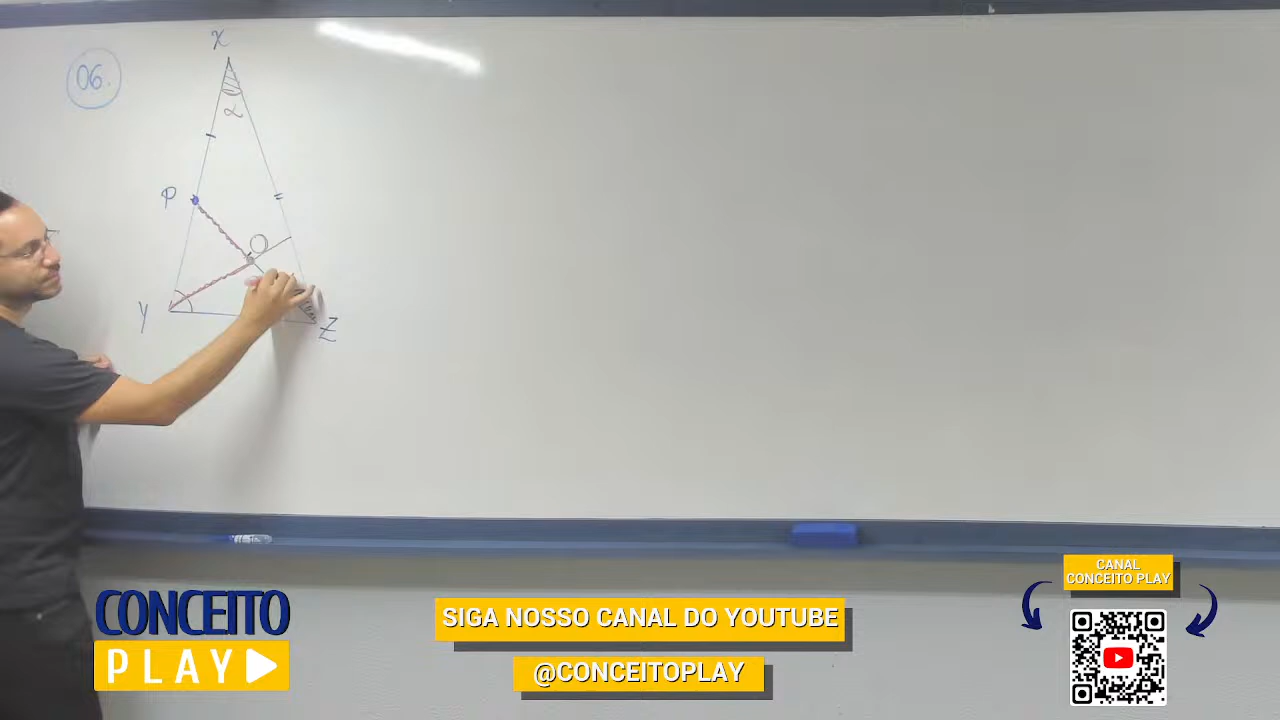 06.
X
α
P
O
Y
Z
CONCEITO
PLAY
SIGA NOSSO CANAL DO YOUTUBE
@CONCEITOPLAY
CANAL
CONCEITO PLAY